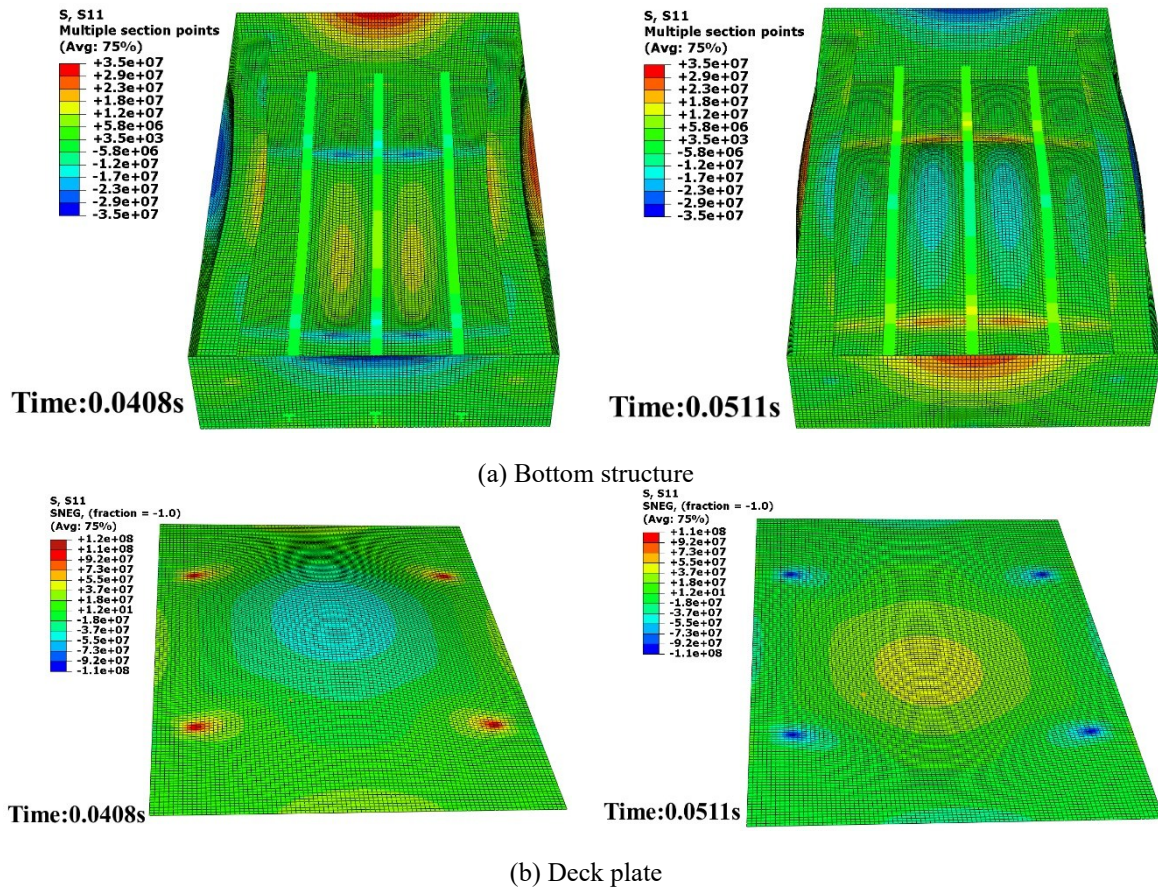 S, S11
Multiple section points
(Avg: 75%)
+3.5e+07
+2.9e+07
+2.3e+07
+1.8e+07
+1.2e+07
+5.8e+06
+3.5e+03
-5.8e+06
-1.2e+07
-1.7e+07
-2.3e+07
-2.9e+07
-3.5e+07
Time:0.0408s
S, S11
Multiple section points
(Avg: 75%)
+3.5e+07
+2.9e+07
+2.3e+07
+1.8e+07
+1.2e+07
+5.8e+06
+3.5e+03
-5.8e+06
-1.2e+07
-1.7e+07
-2.3e+07
-2.9e+07
-3.5e+07
Time:0.0511s
(a) Bottom structure
S, S11
SNEG, (fraction = -1.0)
(Avg: 75%)
+1.2e+08
+1.1e+08
+9.2e+07
+7.3e+07
+5.5e+07
+3.7e+07
+1.8e+07
+1.2e+01
-1.8e+07
-3.7e+07
-5.5e+07
-7.3e+07
-9.2e+07
-1.1e+08
Time:0.0408s
S, S11
SNEG, (fraction = -1.0)
(Avg: 75%)
+1.1e+08
+9.2e+07
+7.3e+07
+5.5e+07
+3.7e+07
+1.8e+07
+1.2e+01
-1.8e+07
-3.7e+07
-5.5e+07
-7.3e+07
-9.2e+07
-1.1e+08
Time:0.0511s
(b) Deck plate